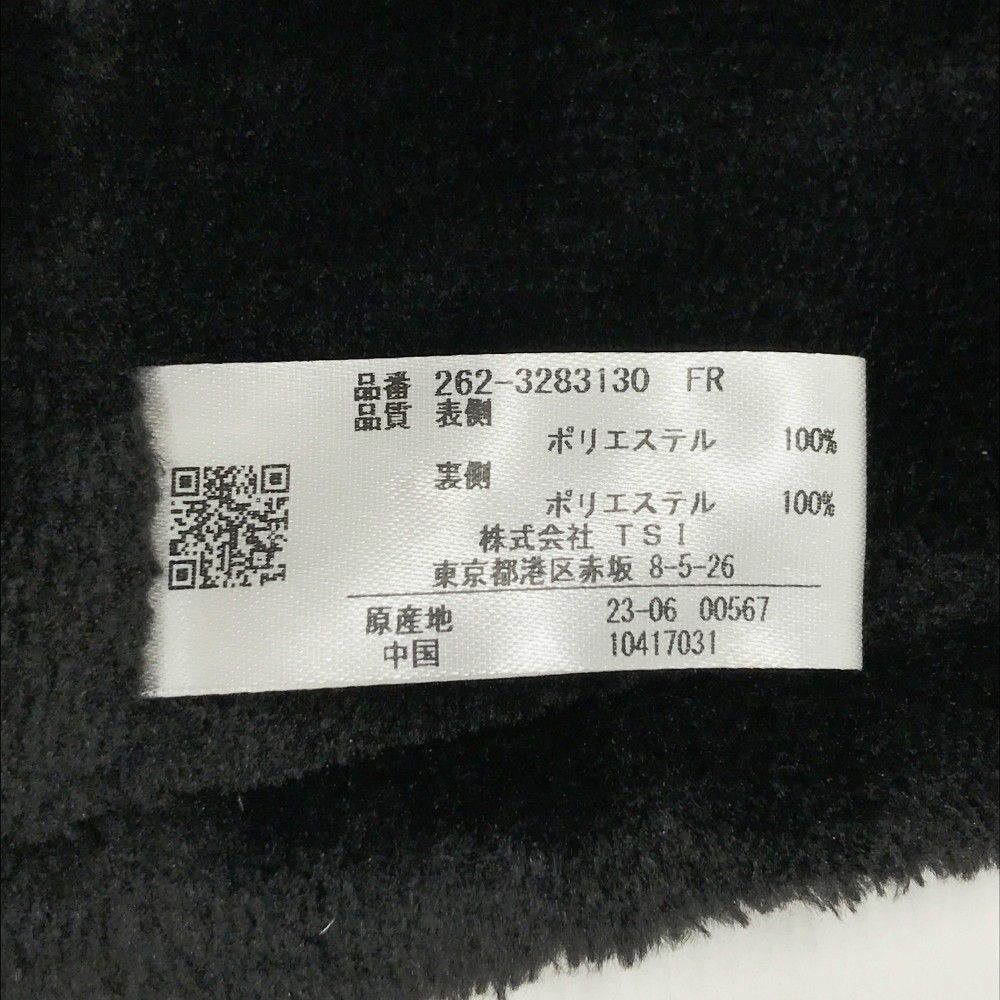 品番 262-3283130 FR
品質 表側
ポリエステル 100%
裏側
ポリエステル 100%
株式会社 TSI
東京都港区赤坂 8-5-26
原産地 23-06 00567
中国 10417031